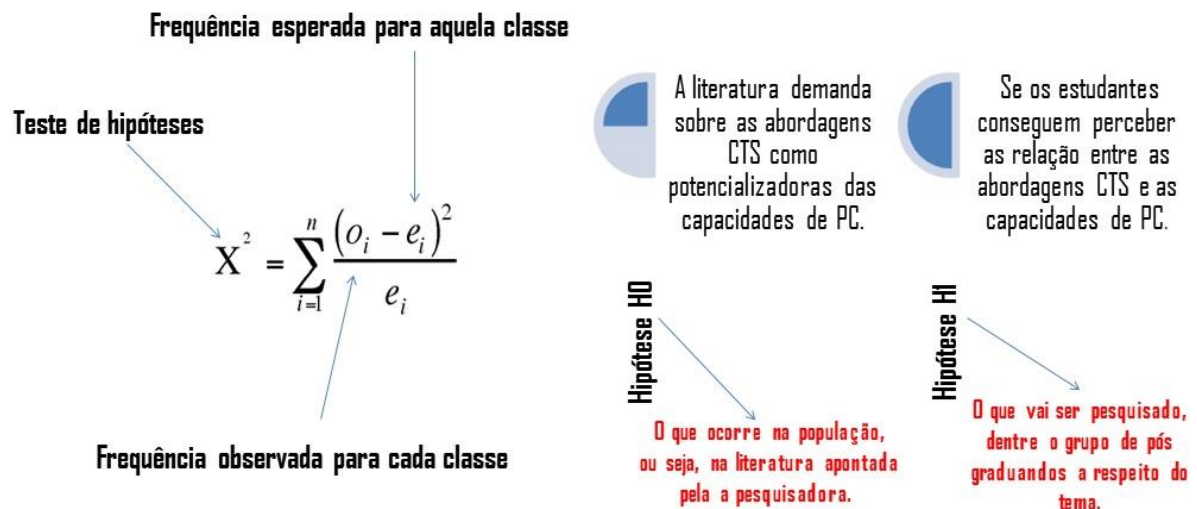 Frequência esperada para aquela classe
Teste de hipóteses
X² = ∑ⁿᵢ₌₁ (oᵢ − eᵢ)² / eᵢ
Frequência observada para cada classe
A literatura demanda
sobre as abordagens
CTS como
potencializadoras das
capacidades de PC.
Hipótese H0
O que ocorre na população,
ou seja, na literatura apontada
pela a pesquisadora.
Se os estudantes
conseguem perceber
as relação entre as
abordagens CTS e as
capacidades de PC.
Hipótese H1
O que vai ser pesquisado,
dentre o grupo de pós
graduandos a respeito do
tema.